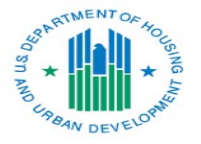 U.S. DEPARTMENT OF HOUSING
AND URBAN DEVELOPMENT